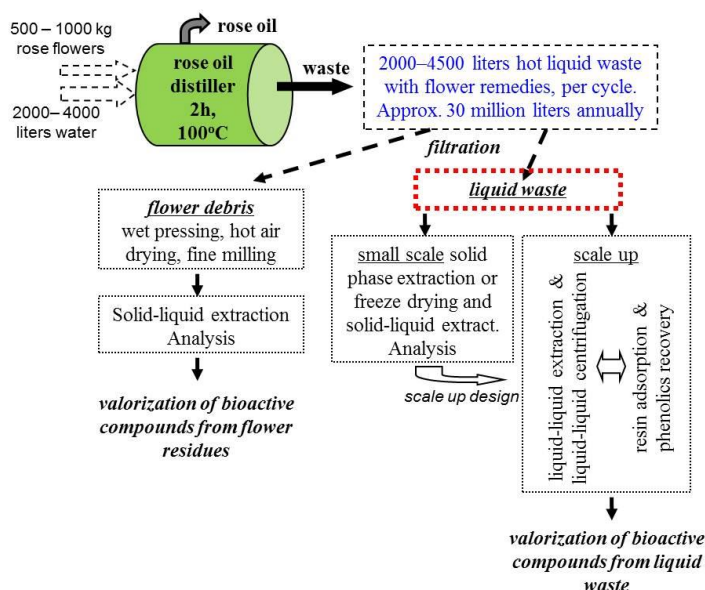 500 – 1000 kg
rose flowers
2000–4000
liters water
rose oil
rose oil
distiller
2h,
100ºC
waste
2000–4500 liters hot liquid waste
with flower remedies, per cycle.
Approx. 30 million liters annually
filtration
flower debris
wet pressing, hot air
drying, fine milling
Solid-liquid extraction
Analysis
valorization of bioactive
compounds from flower
residues
liquid waste
small scale solid
phase extraction or
freeze drying and
solid-liquid extract.
Analysis
scale up design
scale up
liquid-liquid extraction &
liquid-liquid centrifugation
resin adsorption &
phenolics recovery
valorization of bioactive
compounds from liquid
waste